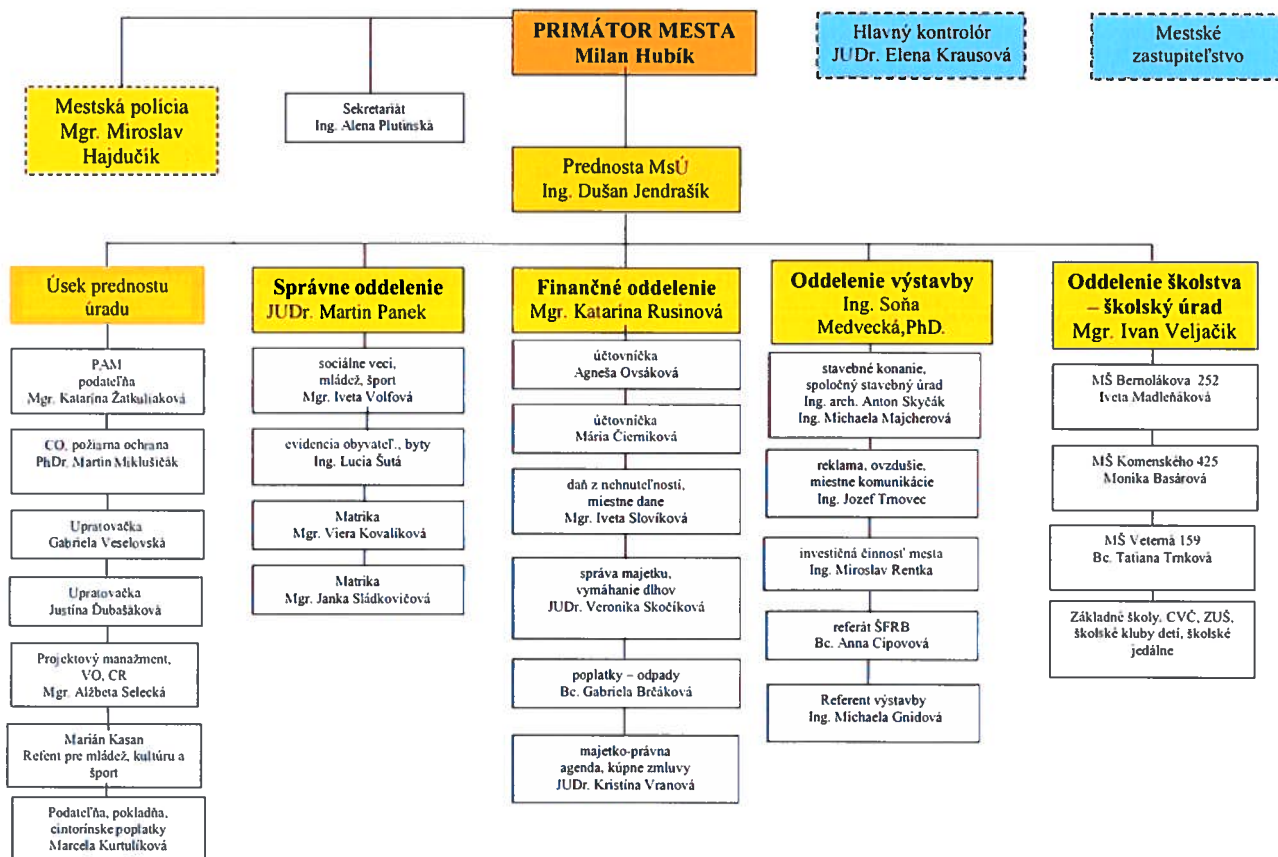 PRIMÁTOR MESTA
Milan Hubík
Hlavný kontrolór
JUDr. Elena Krausová
Mestské
zastupiteľstvo
Mestská polícia
Mgr. Miroslav
Hajdučík
Sekretariát
Ing. Alena Plutinská
Prednosta MsÚ
Ing. Dušan Jendrašík
Úsek prednostu
úradu
PAM
podateľňa
Mgr. Katarína Žatkuliaková
CO, požiarna ochrana
PhDr. Martin Miklušičák
Upratovačka
Gabriela Veselovská
Upratovačka
Justína Ďubašáková
Projektový manažment,
VO, CR
Mgr. Alžbeta Selecká
Marián Kasan
Refent pre mládež, kultúru a
šport
Podateľňa, pokladňa,
cintorínske poplatky
Marcela Kurtulíková
Správne oddelenie
JUDr. Martin Panek
sociálne veci,
mládež, šport
Mgr. Iveta Volfová
evidencia obyvateľ., byty
Ing. Lucia Šutá
Matrika
Mgr. Viera Kovalíková
Matrika
Mgr. Janka Sládkovičová
Finančné oddelenie
Mgr. Katarína Rusinová
účtovníčka
Agneša Ovsáková
účtovníčka
Mária Čierniková
daň z nehnuteľností,
miestne dane
Mgr. Iveta Slovíková
správa majetku,
vymáhanie dlhov
JUDr. Veronika Skočíková
poplatky – odpady
Bc. Gabriela Brčáková
majetko-právna
agenda, kúpne zmluvy
JUDr. Kristína Vranová
Oddelenie výstavby
Ing. Soňa
Medvecká,PhD.
stavebné konanie,
spoločný stavebný úrad
Ing. arch. Anton Skyčák
Ing. Michaela Majcherová
reklama, ovzdušie,
miestne komunikácie
Ing. Jozef Trnovec
investičná činnosť mesta
Ing. Miroslav Rentka
referát ŠFRB
Bc. Anna Cipovová
Referent výstavby
Ing. Michaela Gnidová
Oddelenie školstva
– školský úrad
Mgr. Ivan Veljačik
MŠ Bernolákova 252
Iveta Madleňáková
MŠ Komenského 425
Monika Basárová
MŠ Veterná 159
Bc. Tatiana Trnková
Základné školy, CVČ, ZUŠ,
školské kluby detí, školské
jedálne